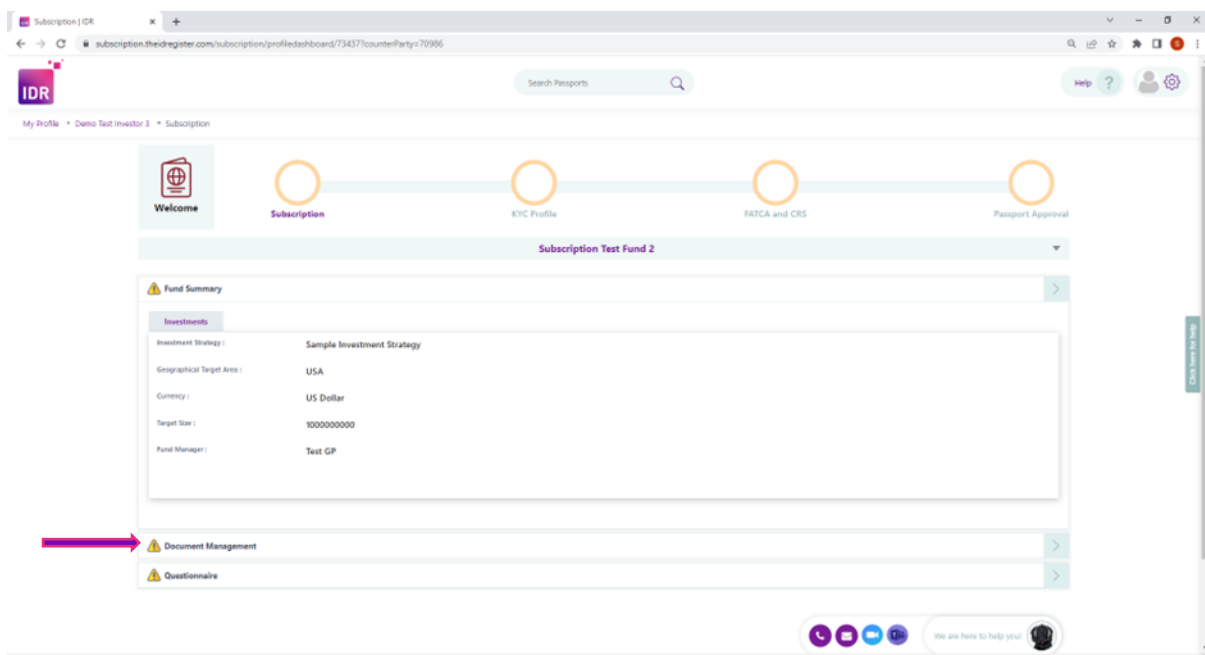 Subscription | IDR
subscription.theidregister.com/subscription/profiledashboard/73437?counterParty=70986
S
IDR
Search Passports
Help ?
My Profile • Demo Test Investor 3 • Subscription
Welcome
Subscription
KYC Profile
FATCA and CRS
Passport Approval
Subscription Test Fund 2
Fund Summary
Investments
Investment Strategy : Sample Investment Strategy
Geographical Target Area : USA
Currency : US Dollar
Target Size : 1000000000
Fund Manager : Test GP
Click here for help
Document Management
Questionnaire
We are here to help you!